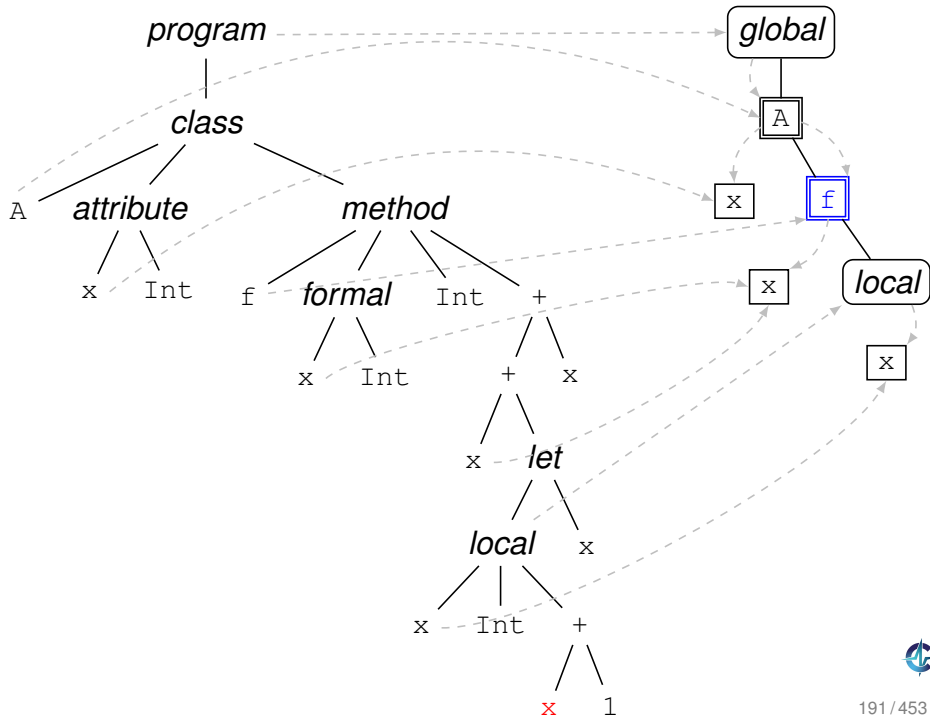 program global
class A
A attribute method x f
x Int f formal Int + x local
x Int + x x
x let
local x
x Int +
x 1
191 / 453